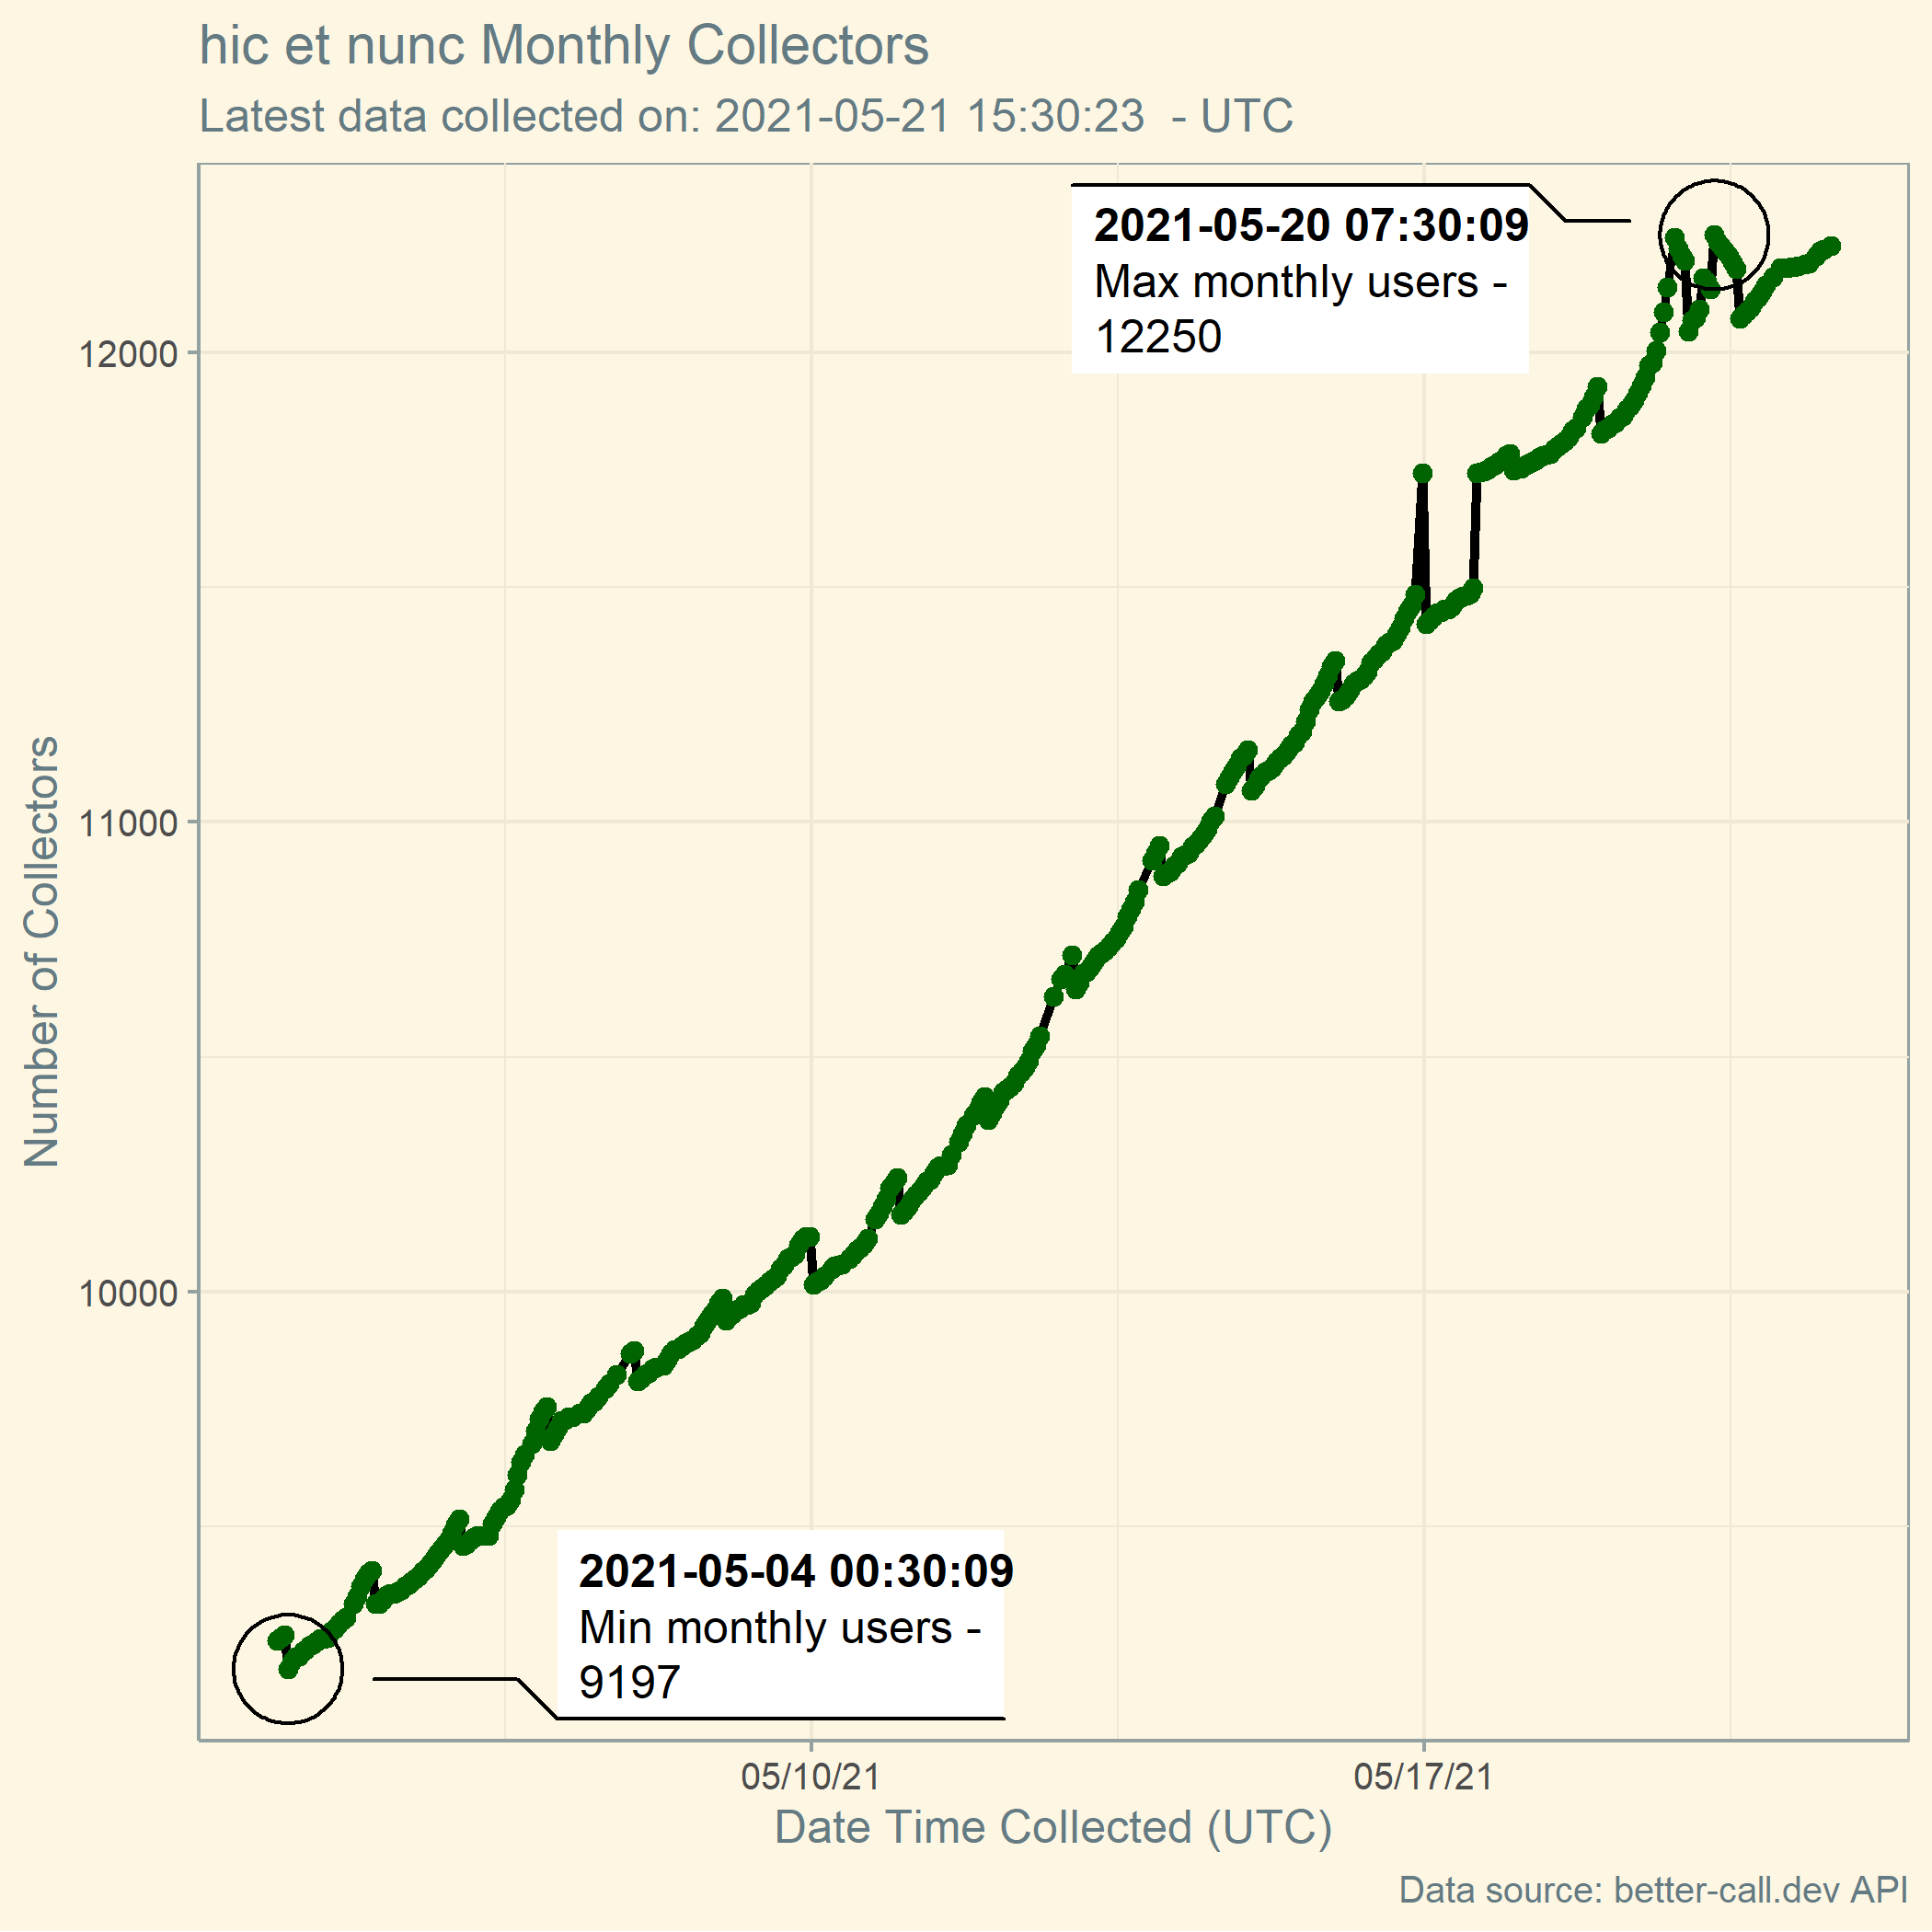 hic et nunc Monthly Collectors
Latest data collected on: 2021-05-21 15:30:23  - UTC
2021-05-20 07:30:09
Max monthly users -
12250
12000
11000
10000
Number of Collectors
2021-05-04 00:30:09
Min monthly users -
9197
05/10/21
05/17/21
Date Time Collected (UTC)
Data source: better-call.dev API